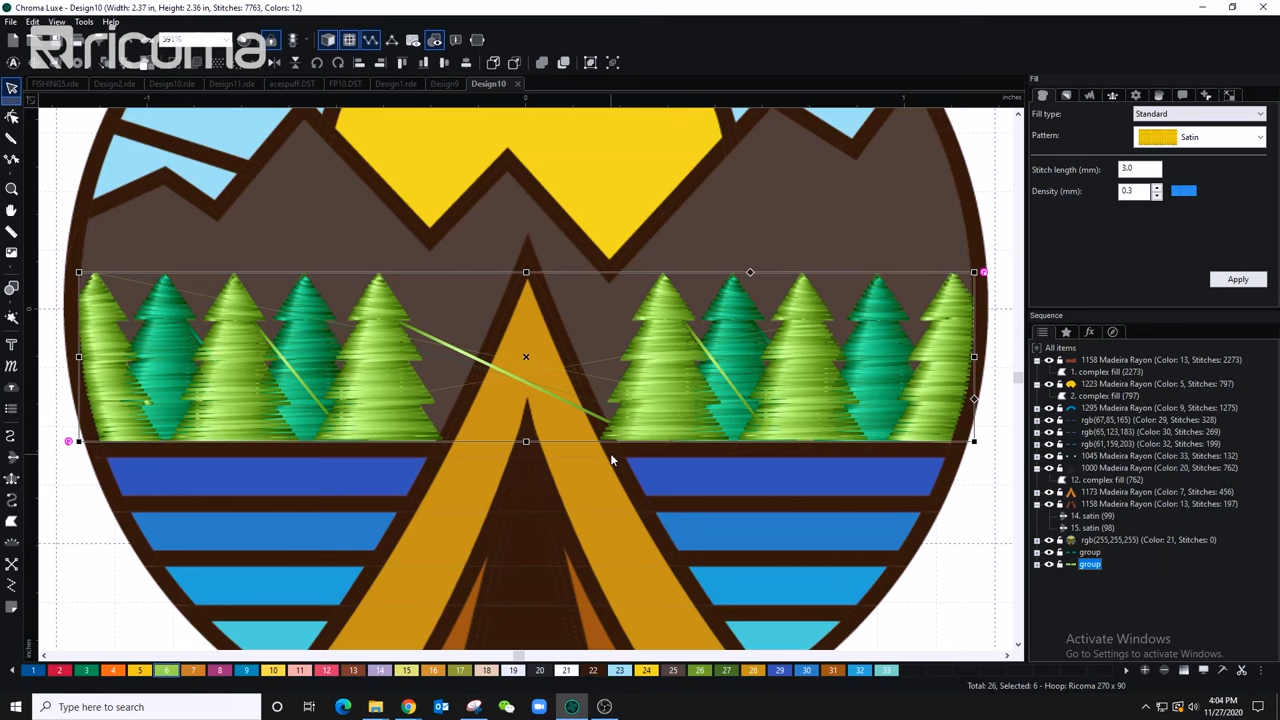 Chroma Luxe - Design10 (Width: 2.37 in, Height: 2.36 in, Stitches: 7763, Colors: 12)
File Edit View Tools Help
ricoma
FISHINGS.rde Design2.rde Design10.rde Design11.rde acespuff.DST FP10.DST Design1.rde Design9 Design10
-1 0 1 inches
Fill
Fill type: Standard
Pattern: Satin
Stitch length (mm): 3.0
Density (mm): 0.3
Apply
Sequence
All items
1158 Madeira Rayon (Color: 13, Stitches: 2273)
1. complex fill (2273)
1223 Madeira Rayon (Color: 5, Stitches: 797)
2. complex fill (797)
1295 Madeira Rayon (Color: 9, Stitches: 1275)
rgb(67,85,165) (Color: 29, Stitches: 328)
rgb(65,123,183) (Color: 30, Stitches: 269)
rgb(61,159,203) (Color: 32, Stitches: 199)
1045 Madeira Rayon (Color: 33, Stitches: 132)
1000 Madeira Rayon (Color: 20, Stitches: 762)
12. complex fill (762)
1173 Madeira Rayon (Color: 7, Stitches: 456)
1158 Madeira Rayon (Color: 13, Stitches: 197)
14. satin (99)
15. satin (98)
rgb(255,255,255) (Color: 21, Stitches: 0)
group
group
Activate Windows
Go to Settings to activate Windows.
1 2 3 4 5 6 7 8 9 10 11 12 13 14 15 16 17 18 19 20 21 22 23 24 25 26 27 28 29 30 31 32 33
Total: 26, Selected: 6 - Hoop: Ricoma 270 x 90
Type here to search
4:04 PM
11/27/2020